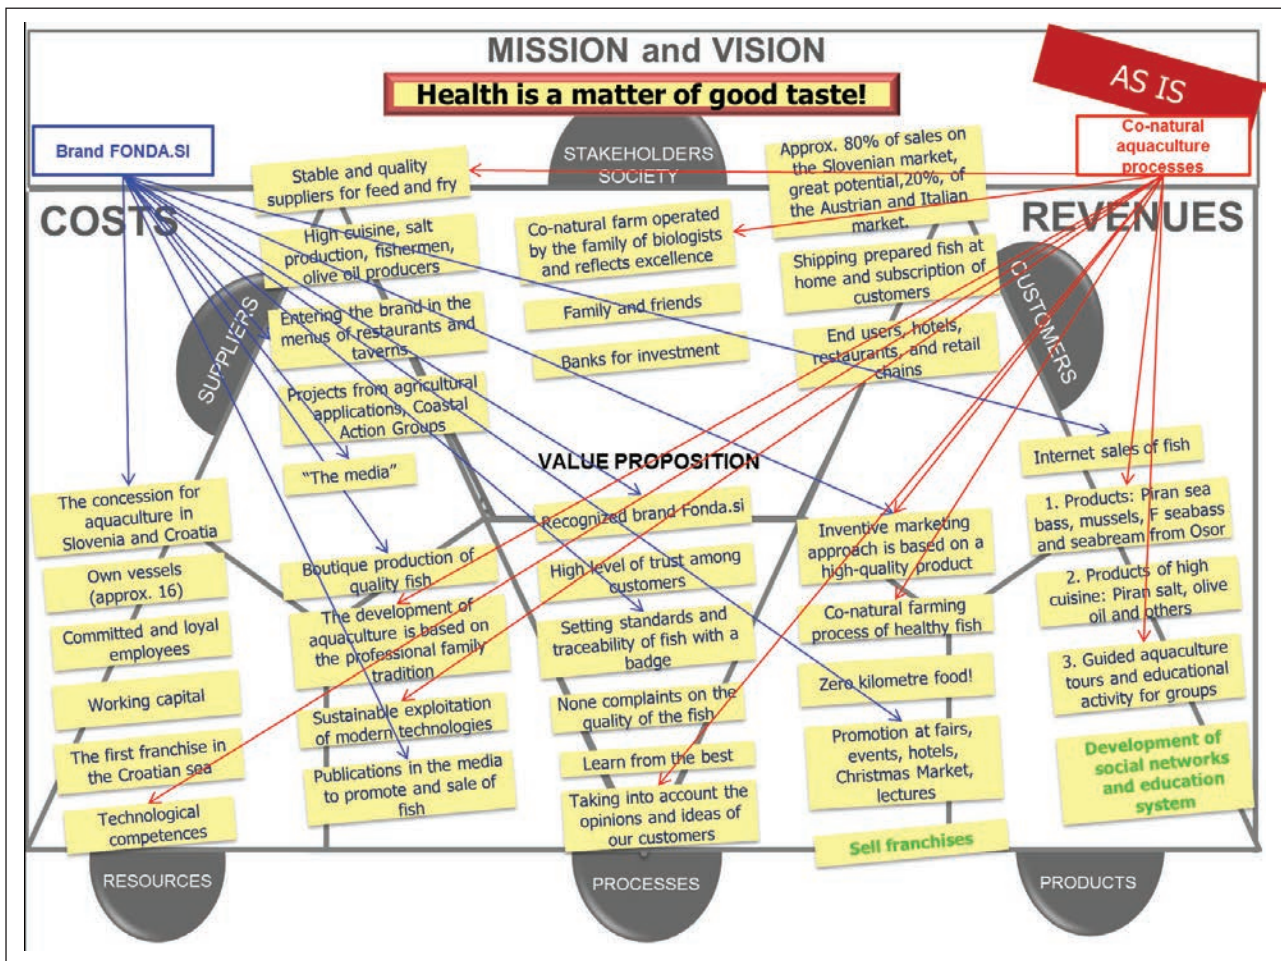 MISSION and VISION
Health is a matter of good taste!
AS IS
Brand FONDA.SI
Co-natural
aquaculture
processes
STAKEHOLDERS
SOCIETY
COSTS
REVENUES
SUPPLIERS
CUSTOMERS
Stable and quality
suppliers for feed and fry
High cuisine, salt
production, fishermen,
olive oil producers
Entering the brand in the
menus of restaurants and
taverns
Projects from agricultural
applications, Coastal
Action Groups
"The media"
Co-natural farm operated
by the family of biologists
and reflects excellence
Family and friends
Banks for investment
Approx. 80% of sales on
the Slovenian market,
great potential,20%, of
the Austrian and Italian
market.
Shipping prepared fish at
home and subscription of
customers
End users, hotels,
restaurants, and retail
chains
VALUE PROPOSITION
The concession for
aquaculture in
Slovenia and Croatia
Own vessels
(approx. 16)
Committed and loyal
employees
Working capital
The first franchise in
the Croatian sea
Technological
competences
Boutique production of
quality fish
The development of
aquaculture is based on
the professional family
tradition
Sustainable exploitation
of modern technologies
Publications in the media
to promote and sale of
fish
Recognized brand Fonda.si
High level of trust among
customers
Setting standards and
traceability of fish with a
badge
None complaints on the
quality of the fish
Learn from the best
Taking into account the
opinions and ideas of
our customers
Inventive marketing
approach is based on a
high-quality product
Co-natural farming
process of healthy fish
Zero kilometre food!
Promotion at fairs,
events, hotels,
Christmas Market,
lectures
Sell franchises
Internet sales of fish
1. Products: Piran sea
bass, mussels, F seabass
and seabream from Osor
2. Products of high
cuisine: Piran salt, olive
oil and others
3. Guided aquaculture
tours and educational
activity for groups
Development of
social networks
and education
system
RESOURCES
PROCESSES
PRODUCTS